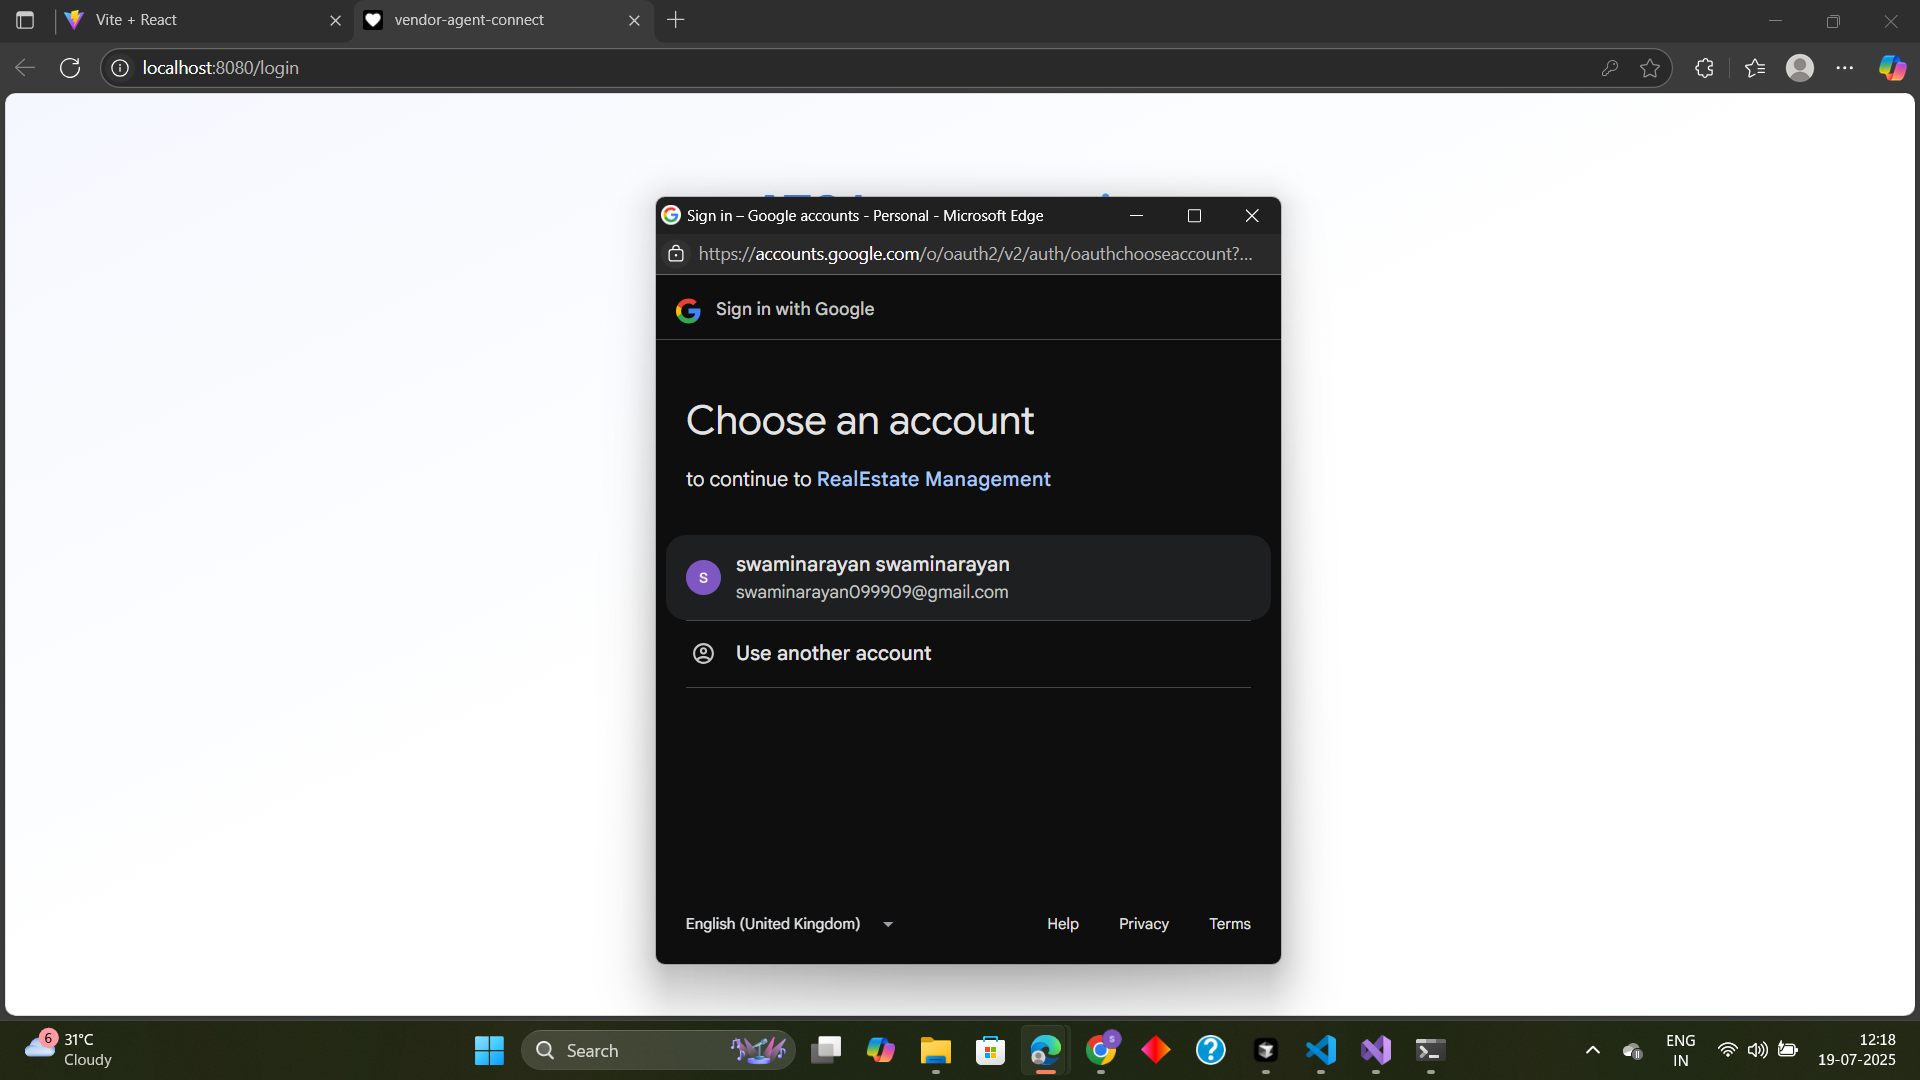 Vite + React
vendor-agent-connect
localhost:8080/login
Sign in – Google accounts - Personal - Microsoft Edge
https://accounts.google.com/o/oauth2/v2/auth/oauthchooseaccount?...
Sign in with Google
Choose an account
to continue to RealEstate Management
S
swaminarayan swaminarayan
swaminarayan099909@gmail.com
Use another account
English (United Kingdom)
Help
Privacy
Terms
6
31°C
Cloudy
Search
S
ENG
IN
12:18
19-07-2025